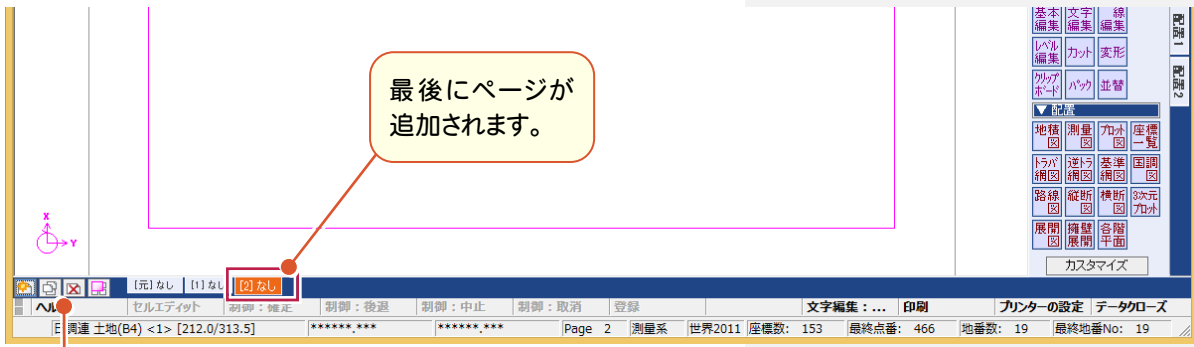 基本編集 文字編集 線編集
レベル編集 カット 変形
クリップボード パック 並替
▼ 配置
配置1
配置2
地積図 測量図 プロット図 座標一覧
トラバ網図 逆トラ網図 基準網図 国調図
路線図 縦断図 横断図 3次元プロット
展開図 擁壁展開 各階平面
カスタマイズ
最後にページが
追加されます。
X
Y
[元] なし [1] なし [2] なし
セルエディット 制御：確定 制御：後退 制御：中止 制御：取消 登録 文字編集：... 印刷 プリンターの設定 データクローズ
日調連 土地(B4) <1> [212.0/313.5] ******.*** ******.*** Page 2 測量系 世界2011 座標数: 153 最終点番: 466 地番数: 19 最終地番No: 19